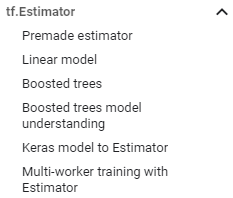 tf.Estimator
Premade estimator
Linear model
Boosted trees
Boosted trees model
understanding
Keras model to Estimator
Multi-worker training with
Estimator